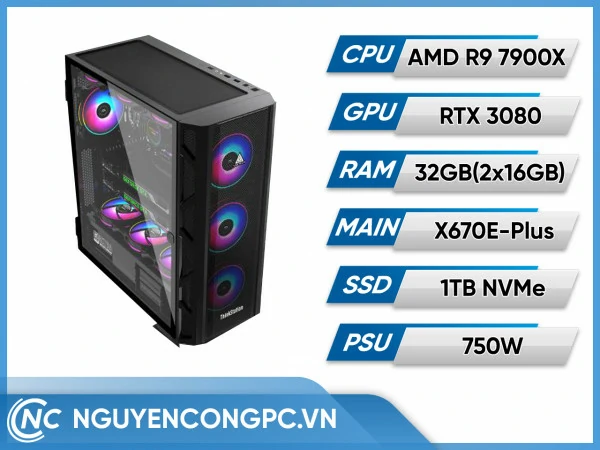 CPU AMD R9 7900X
GPU RTX 3080
RAM 32GB(2x16GB)
MAIN X670E-Plus
SSD 1TB NVMe
PSU 750W
NC NGUYENCONGPC.VN